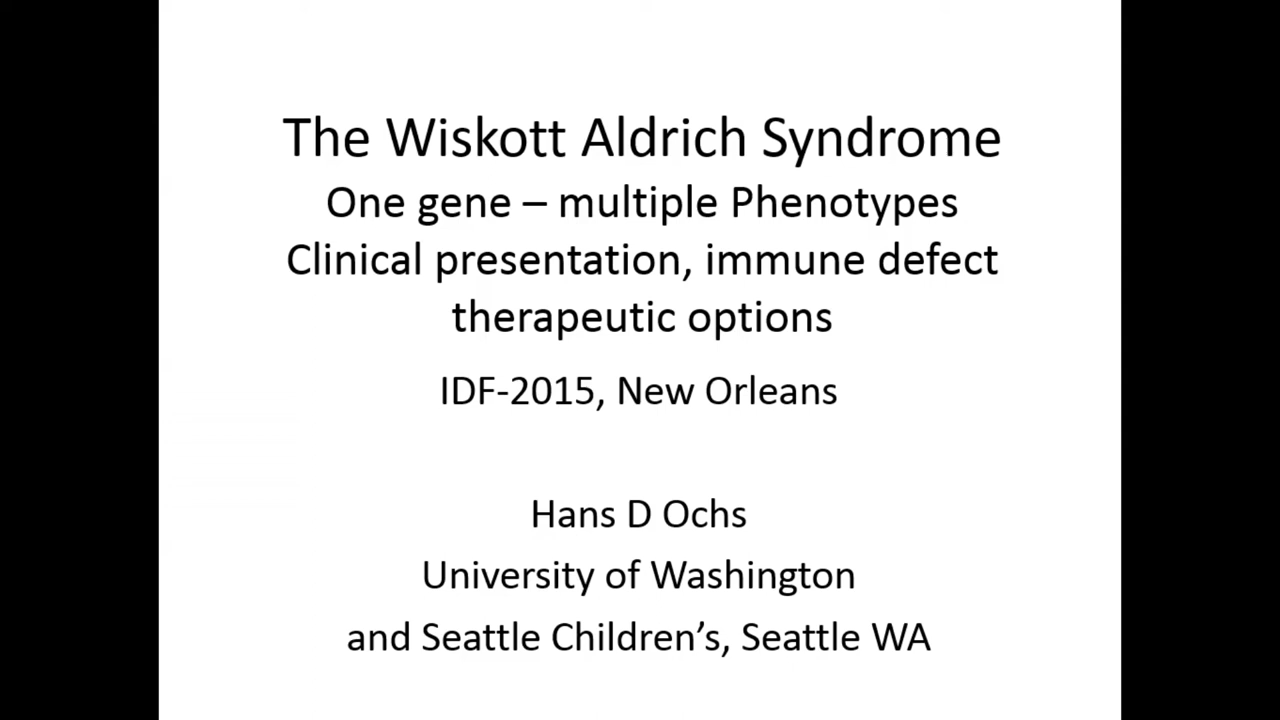 The Wiskott Aldrich Syndrome
One gene – multiple Phenotypes
Clinical presentation, immune defect
therapeutic options
IDF-2015, New Orleans
Hans D Ochs
University of Washington
and Seattle Children’s, Seattle WA